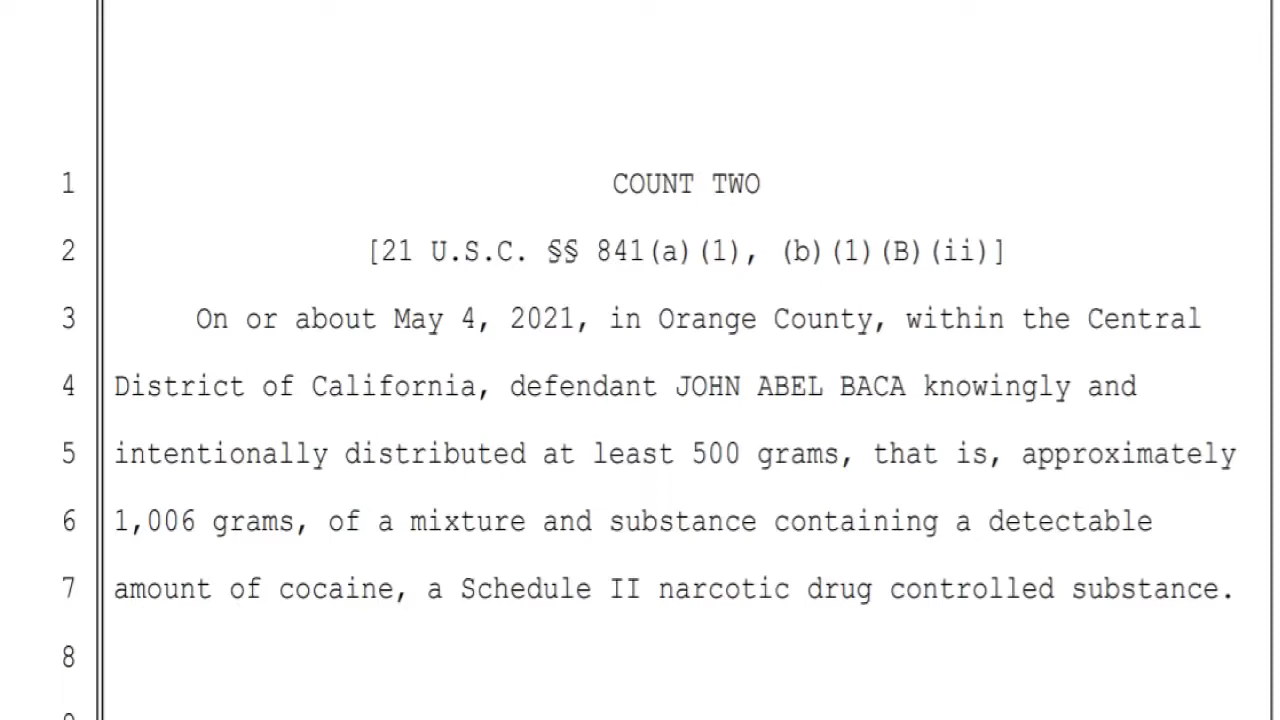 1 COUNT TWO
2 [21 U.S.C. §§ 841(a)(1), (b)(1)(B)(ii)]
3 On or about May 4, 2021, in Orange County, within the Central
4 District of California, defendant JOHN ABEL BACA knowingly and
5 intentionally distributed at least 500 grams, that is, approximately
6 1,006 grams, of a mixture and substance containing a detectable
7 amount of cocaine, a Schedule II narcotic drug controlled substance.
8